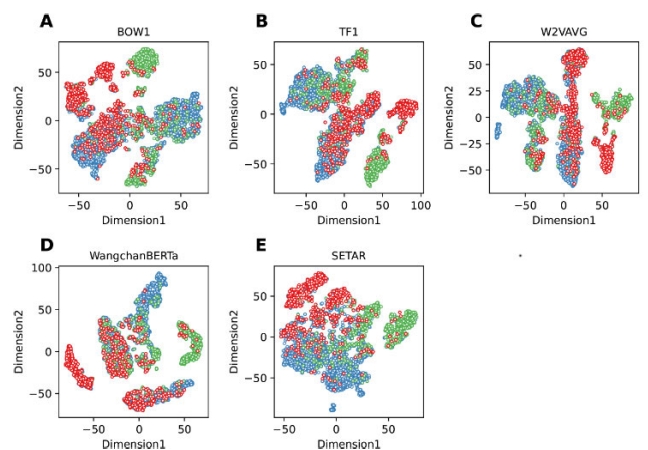 A
BOW1
Dimension2
50
0
−50
−50
0
50
Dimension1
B
TF1
Dimension2
50
0
−50
−50
0
50
100
Dimension1
C
W2VAVG
Dimension2
50
25
0
−25
−50
−50
0
50
Dimension1
D
WangchanBERTa
Dimension2
100
50
0
−50
−50
0
50
Dimension1
E
SETAR
Dimension2
50
0
−50
−50
0
50
100
Dimension1